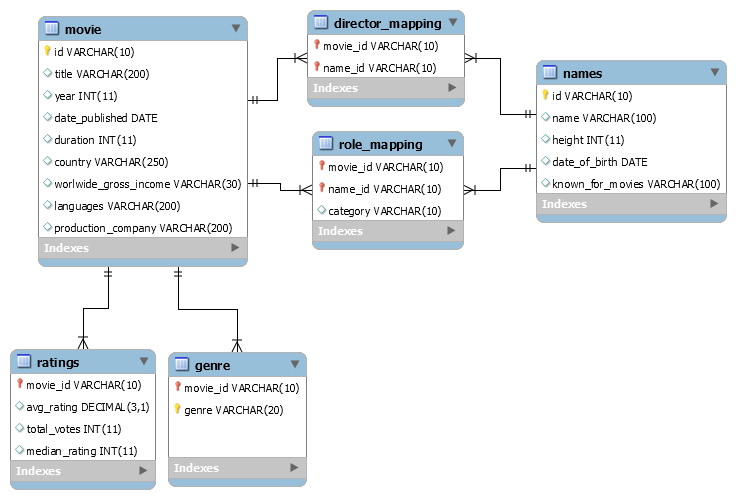 movie
id VARCHAR(10)
title VARCHAR(200)
year INT(11)
date_published DATE
duration INT(11)
country VARCHAR(250)
worlwide_gross_income VARCHAR(30)
languages VARCHAR(200)
production_company VARCHAR(200)
Indexes
director_mapping
movie_id VARCHAR(10)
name_id VARCHAR(10)
Indexes
role_mapping
movie_id VARCHAR(10)
name_id VARCHAR(10)
category VARCHAR(10)
Indexes
names
id VARCHAR(10)
name VARCHAR(100)
height INT(11)
date_of_birth DATE
known_for_movies VARCHAR(100)
Indexes
ratings
movie_id VARCHAR(10)
avg_rating DECIMAL(3,1)
total_votes INT(11)
median_rating INT(11)
Indexes
genre
movie_id VARCHAR(10)
genre VARCHAR(20)
Indexes